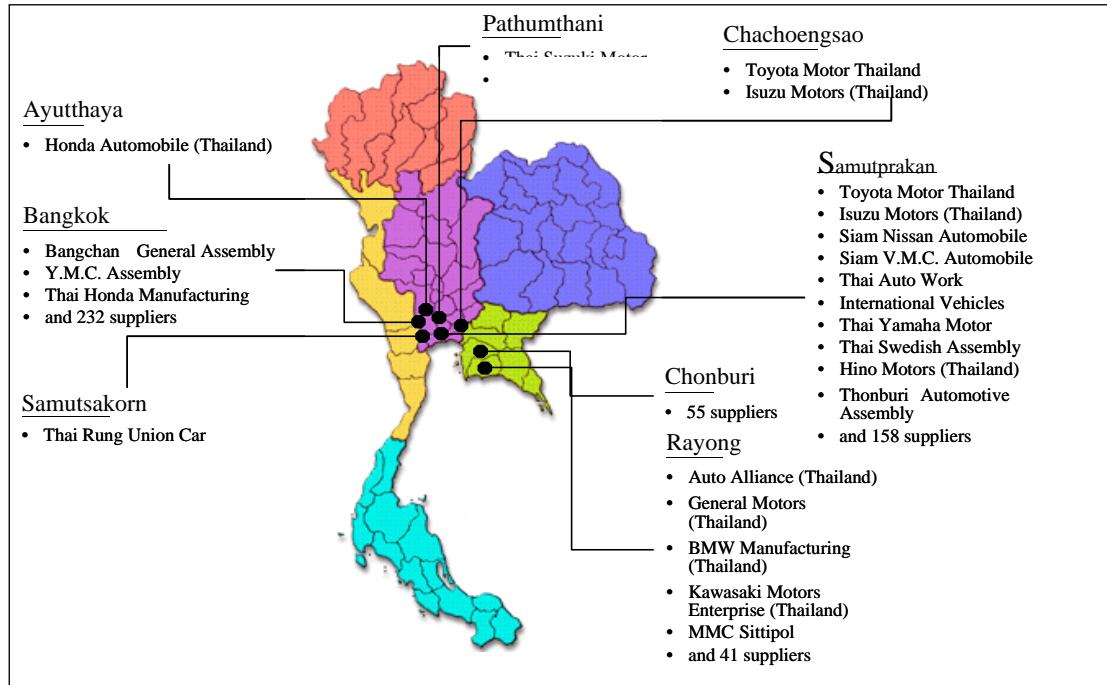 Pathumthani
• Thai Suzuki Motor
•
Chachoengsao
• Toyota Motor Thailand
• Isuzu Motors (Thailand)
Ayutthaya
• Honda Automobile (Thailand)
Bangkok
• Bangchan General Assembly
• Y.M.C. Assembly
• Thai Honda Manufacturing
• and 232 suppliers
Samutsakorn
• Thai Rung Union Car
Samutprakan
• Toyota Motor Thailand
• Isuzu Motors (Thailand)
• Siam Nissan Automobile
• Siam V.M.C. Automobile
• Thai Auto Work
• International Vehicles
• Thai Yamaha Motor
• Thai Swedish Assembly
• Hino Motors (Thailand)
• Thonburi Automotive
Assembly
• and 158 suppliers
Chonburi
• 55 suppliers
Rayong
• Auto Alliance (Thailand)
• General Motors
(Thailand)
• BMW Manufacturing
(Thailand)
• Kawasaki Motors
Enterprise (Thailand)
• MMC Sittipol
• and 41 suppliers